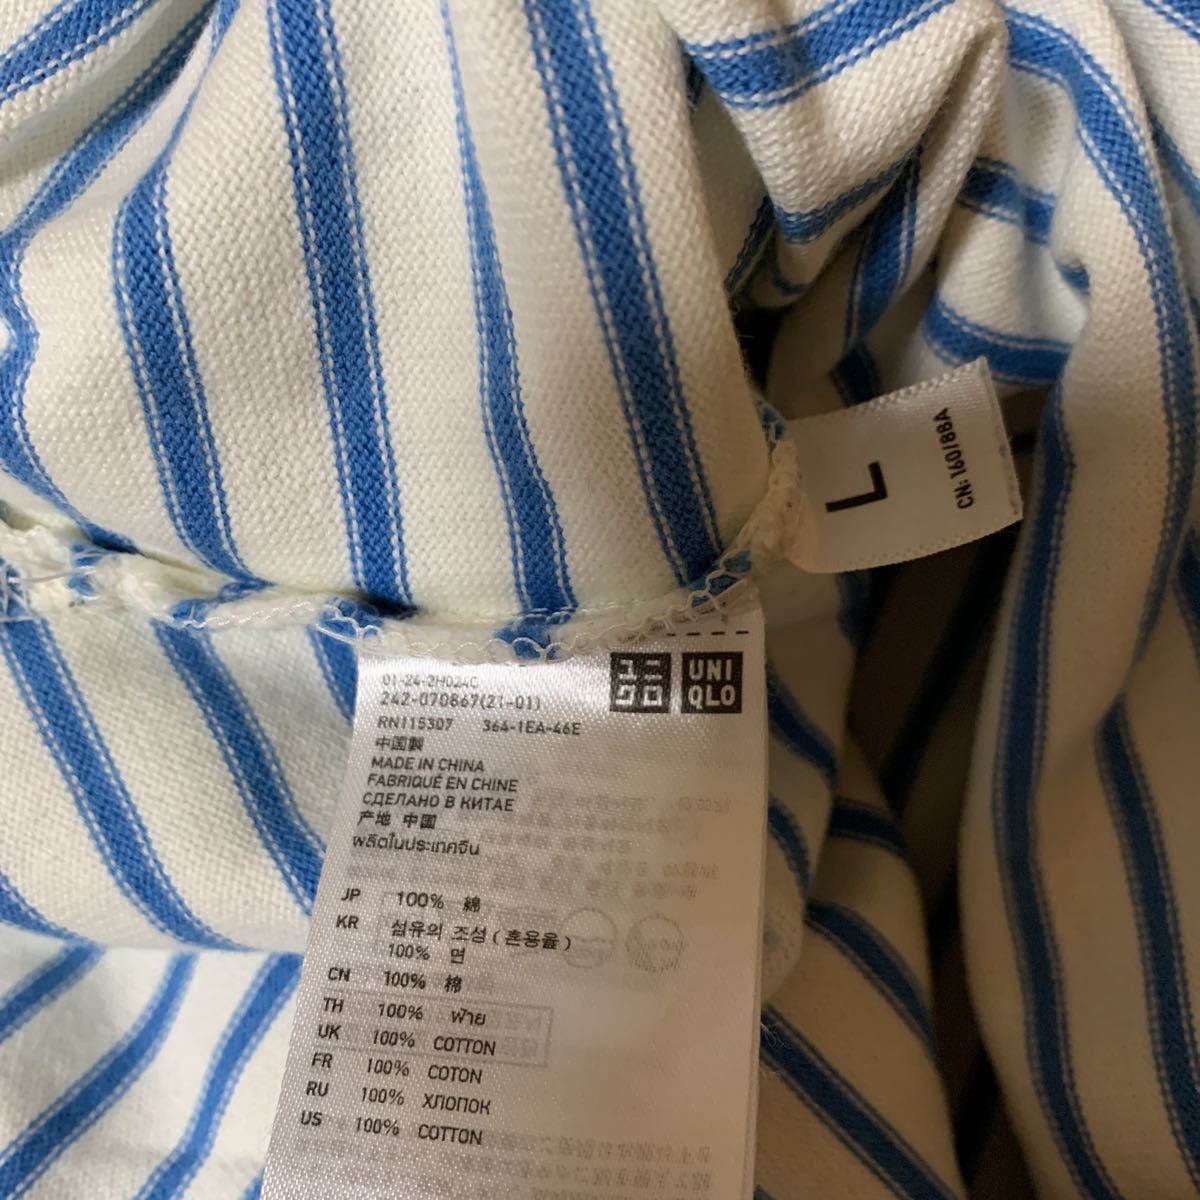 L
CN: 160/88A
ユニ
クロ
UNI
QLO
01-24-2H024C
242-070867(21-01)
RN115307 364-1EA-46E
中国製
MADE IN CHINA
FABRIQUÉ EN CHINE
СДЕЛАНО В КИТАЕ
产地 中国
ผลิตในประเทศจีน
JP 100% 綿
KR 섬유의 조성 (혼용율)
100% 면
CN 100% 棉
TH 100% ฝ้าย
UK 100% COTTON
FR 100% COTON
RU 100% ХЛОПОК
US 100% COTTON